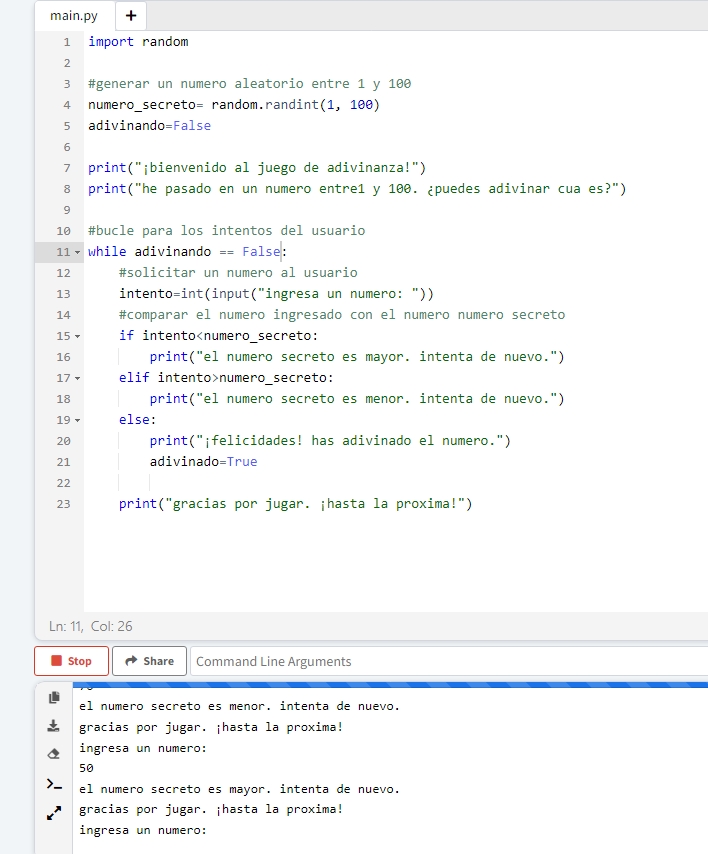 main.py +
1 import random
2
3 #generar un numero aleatorio entre 1 y 100
4 numero_secreto= random.randint(1, 100)
5 adivinando=False
6
7 print("¡bienvenido al juego de adivinanza!")
8 print("he pasado en un numero entre1 y 100. ¿puedes adivinar cua es?")
9
10 #bucle para los intentos del usuario
11 while adivinando == False:
12     #solicitar un numero al usuario
13     intento=int(input("ingresa un numero: "))
14     #comparar el numero ingresado con el numero numero secreto
15     if intento<numero_secreto:
16         print("el numero secreto es mayor. intenta de nuevo.")
17     elif intento>numero_secreto:
18         print("el numero secreto es menor. intenta de nuevo.")
19     else:
20         print("¡felicidades! has adivinado el numero.")
21         adivinado=True
22
23     print("gracias por jugar. ¡hasta la proxima!")
Ln: 11, Col: 26
Stop Share Command Line Arguments
el numero secreto es menor. intenta de nuevo.
gracias por jugar. ¡hasta la proxima!
ingresa un numero:
50
el numero secreto es mayor. intenta de nuevo.
gracias por jugar. ¡hasta la proxima!
ingresa un numero: